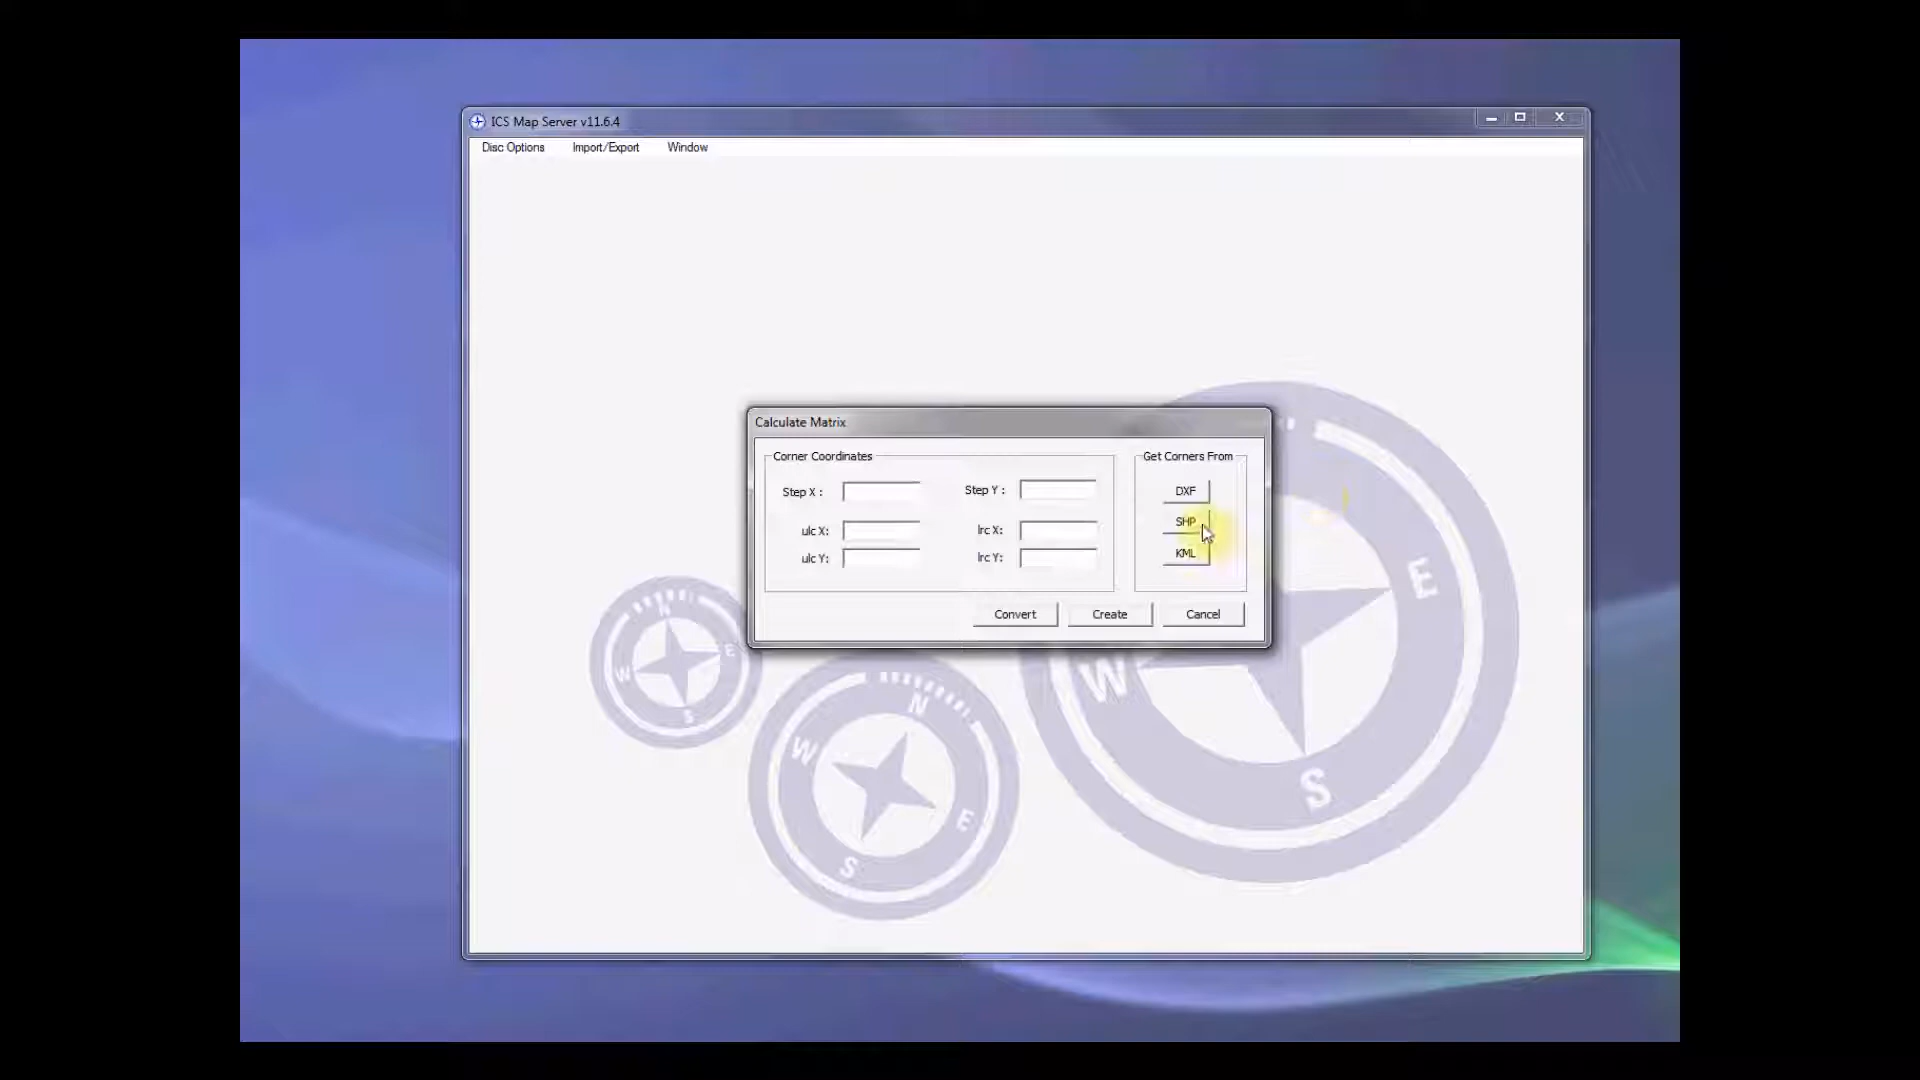 ICS Map Server v11.6.4
Disc Options Import/Export Window
Calculate Matrix
Corner Coordinates
Get Corners From
Step X :
Step Y :
DXF
SHP
ulc X:
lrc X:
ulc Y:
lrc Y:
KML
Convert
Create
Cancel
N
E
W
S
N
E
W
S
E
W
S